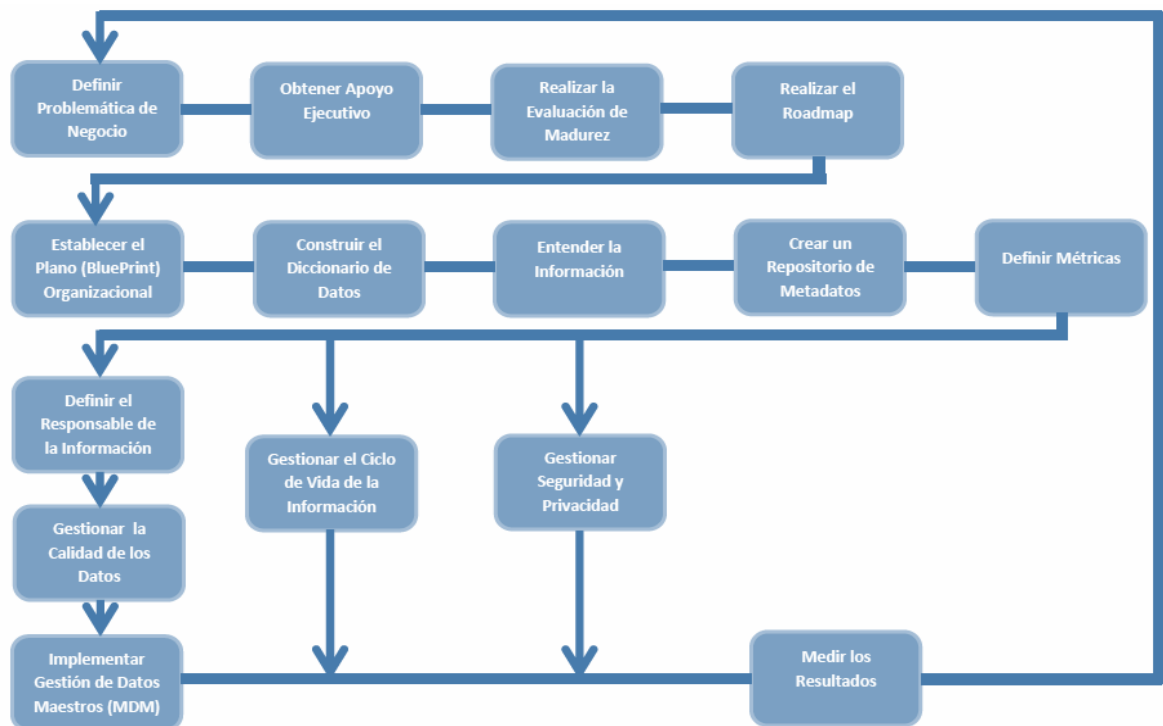 Definir
Problemática de
Negocio
Obtener Apoyo
Ejecutivo
Realizar la
Evaluación de
Madurez
Realizar el
Roadmap
Establecer el
Plano (BluePrint)
Organizacional
Construir el
Diccionario de
Datos
Entender la
Información
Crear un
Repositorio de
Metadatos
Definir Métricas
Definir el
Responsable de
la Información
Gestionar el Ciclo
de Vida de la
Información
Gestionar
Seguridad y
Privacidad
Gestionar la
Calidad de los
Datos
Implementar
Gestión de Datos
Maestros (MDM)
Medir los
Resultados